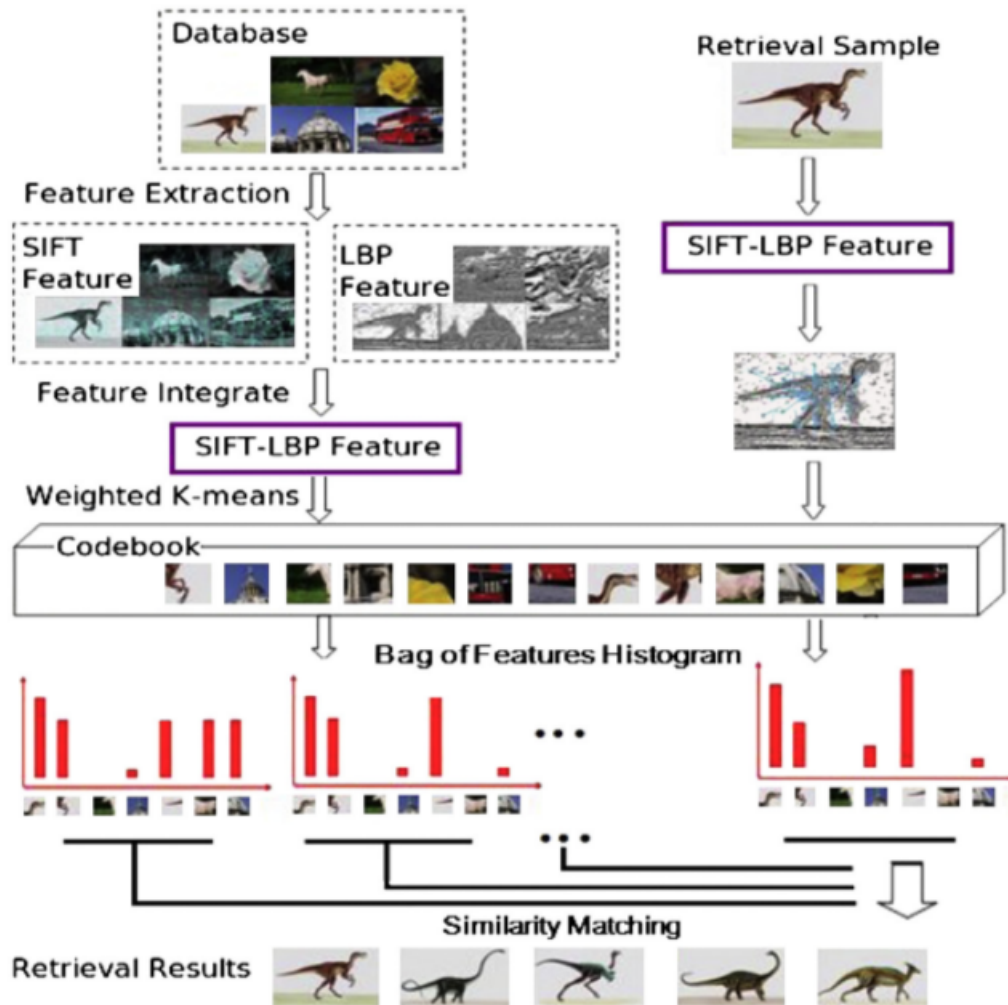 Database
Retrieval Sample
Feature Extraction
SIFT
Feature
LBP
Feature
SIFT-LBP Feature
Feature Integrate
SIFT-LBP Feature
Weighted K-means
Codebook
Bag of Features Histogram
...
...
Similarity Matching
Retrieval Results